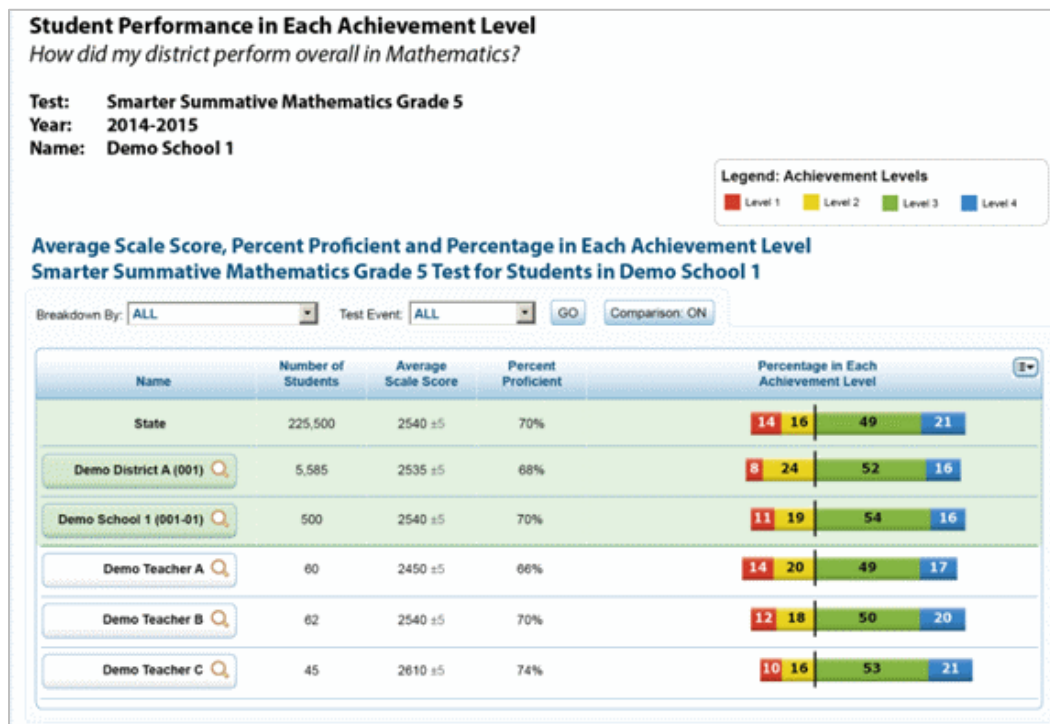 Student Performance in Each Achievement Level
How did my district perform overall in Mathematics?
Test: Smarter Summative Mathematics Grade 5
Year: 2014-2015
Name: Demo School 1
Legend: Achievement Levels
Level 1 Level 2 Level 3 Level 4
Average Scale Score, Percent Proficient and Percentage in Each Achievement Level
Smarter Summative Mathematics Grade 5 Test for Students in Demo School 1
Breakdown By: ALL Test Event: ALL GO Comparison: ON
Name Number of Students Average Scale Score Percent Proficient Percentage in Each Achievement Level
State 225,500 2540 ±5 70% 14 16 49 21
Demo District A (001) 5,585 2535 ±5 68% 8 24 52 16
Demo School 1 (001-01) 500 2540 ±5 70% 11 19 54 16
Demo Teacher A 60 2450 ±5 66% 14 20 49 17
Demo Teacher B 62 2540 ±5 70% 12 18 50 20
Demo Teacher C 45 2610 ±5 74% 10 16 53 21